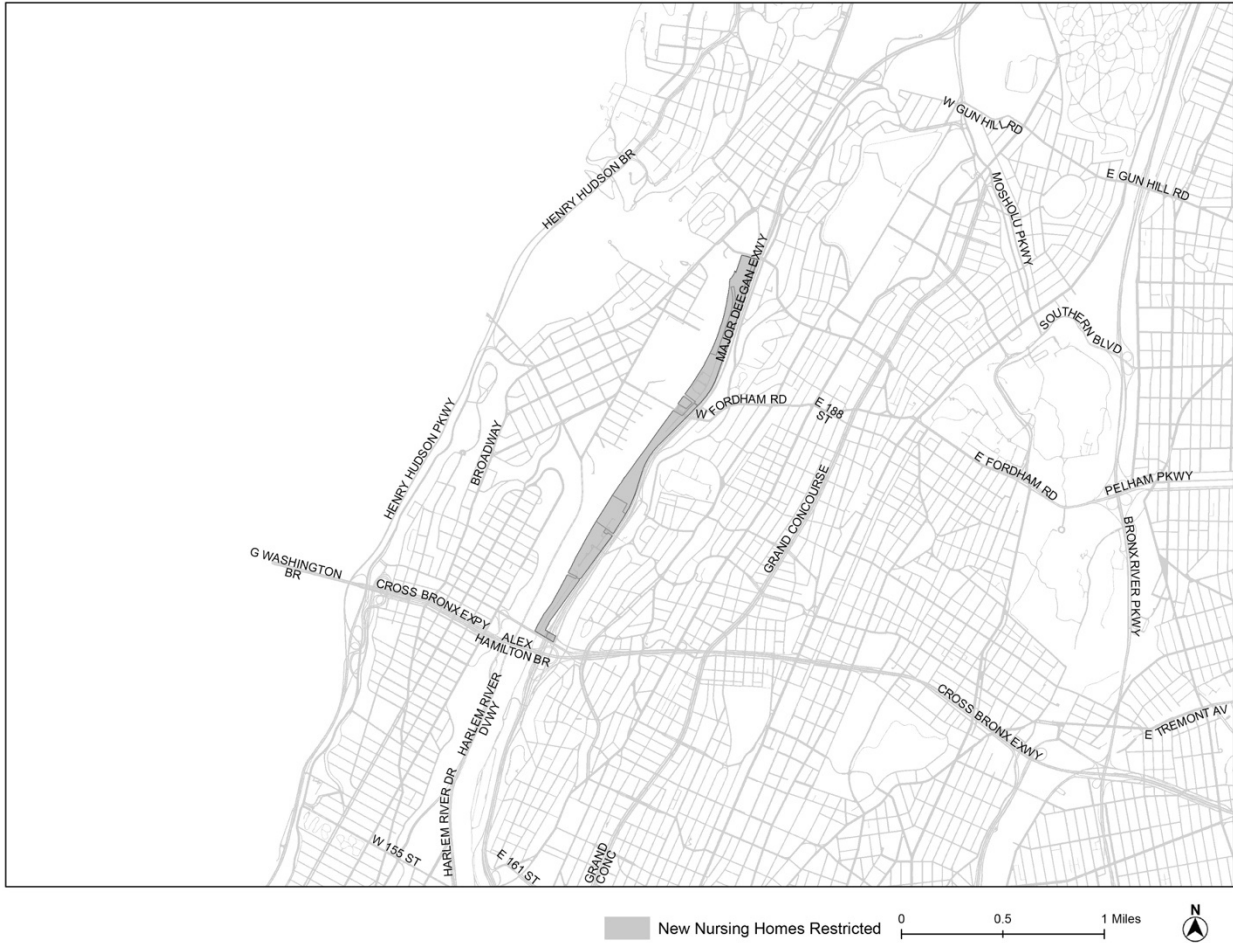 W GUN HILL RD
E GUN HILL RD
HENRY HUDSON BR
MOSHOLU PKWY
MAJOR DEEGAN EXWY
SOUTHERN BLVD
W FORDHAM RD
E 188
ST
HENRY HUDSON PKWY
BROADWAY
E FORDHAM RD
PELHAM PKWY
GRAND CONCOURSE
BRONX RIVER PKWY
G WASHINGTON
BR
CROSS BRONX EXPY
ALEX
HAMILTON BR
HARLEM RIVER
DVWY
CROSS BRONX EXWY
E TREMONT AV
HARLEM RIVER DR
W 155 ST
E 161 ST
GRAND
CONC
New Nursing Homes Restricted
0 0.5 1 Miles
N